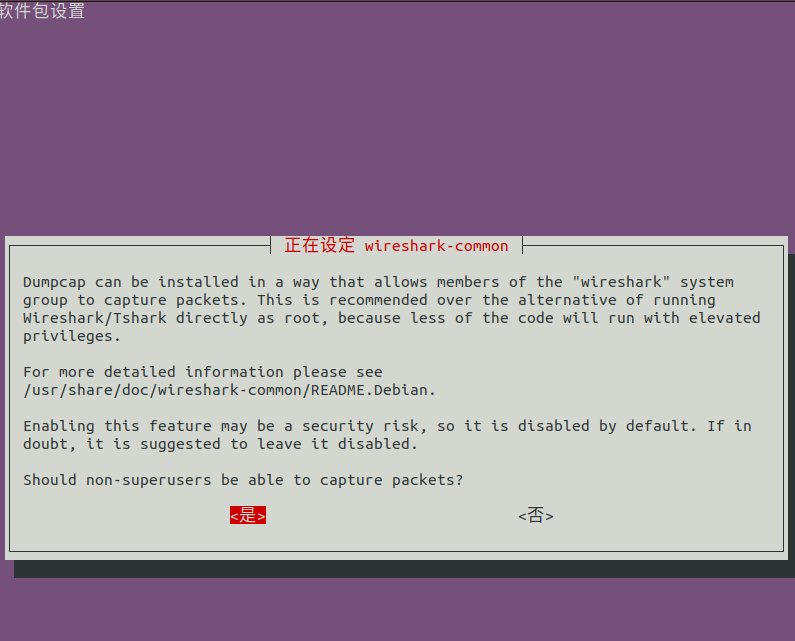 软件包设置
正在设定 wireshark-common
Dumpcap can be installed in a way that allows members of the "wireshark" system
group to capture packets. This is recommended over the alternative of running
Wireshark/Tshark directly as root, because less of the code will run with elevated
privileges.
For more detailed information please see
/usr/share/doc/wireshark-common/README.Debian.
Enabling this feature may be a security risk, so it is disabled by default. If in
doubt, it is suggested to leave it disabled.
Should non-superusers be able to capture packets?
<是> <否>